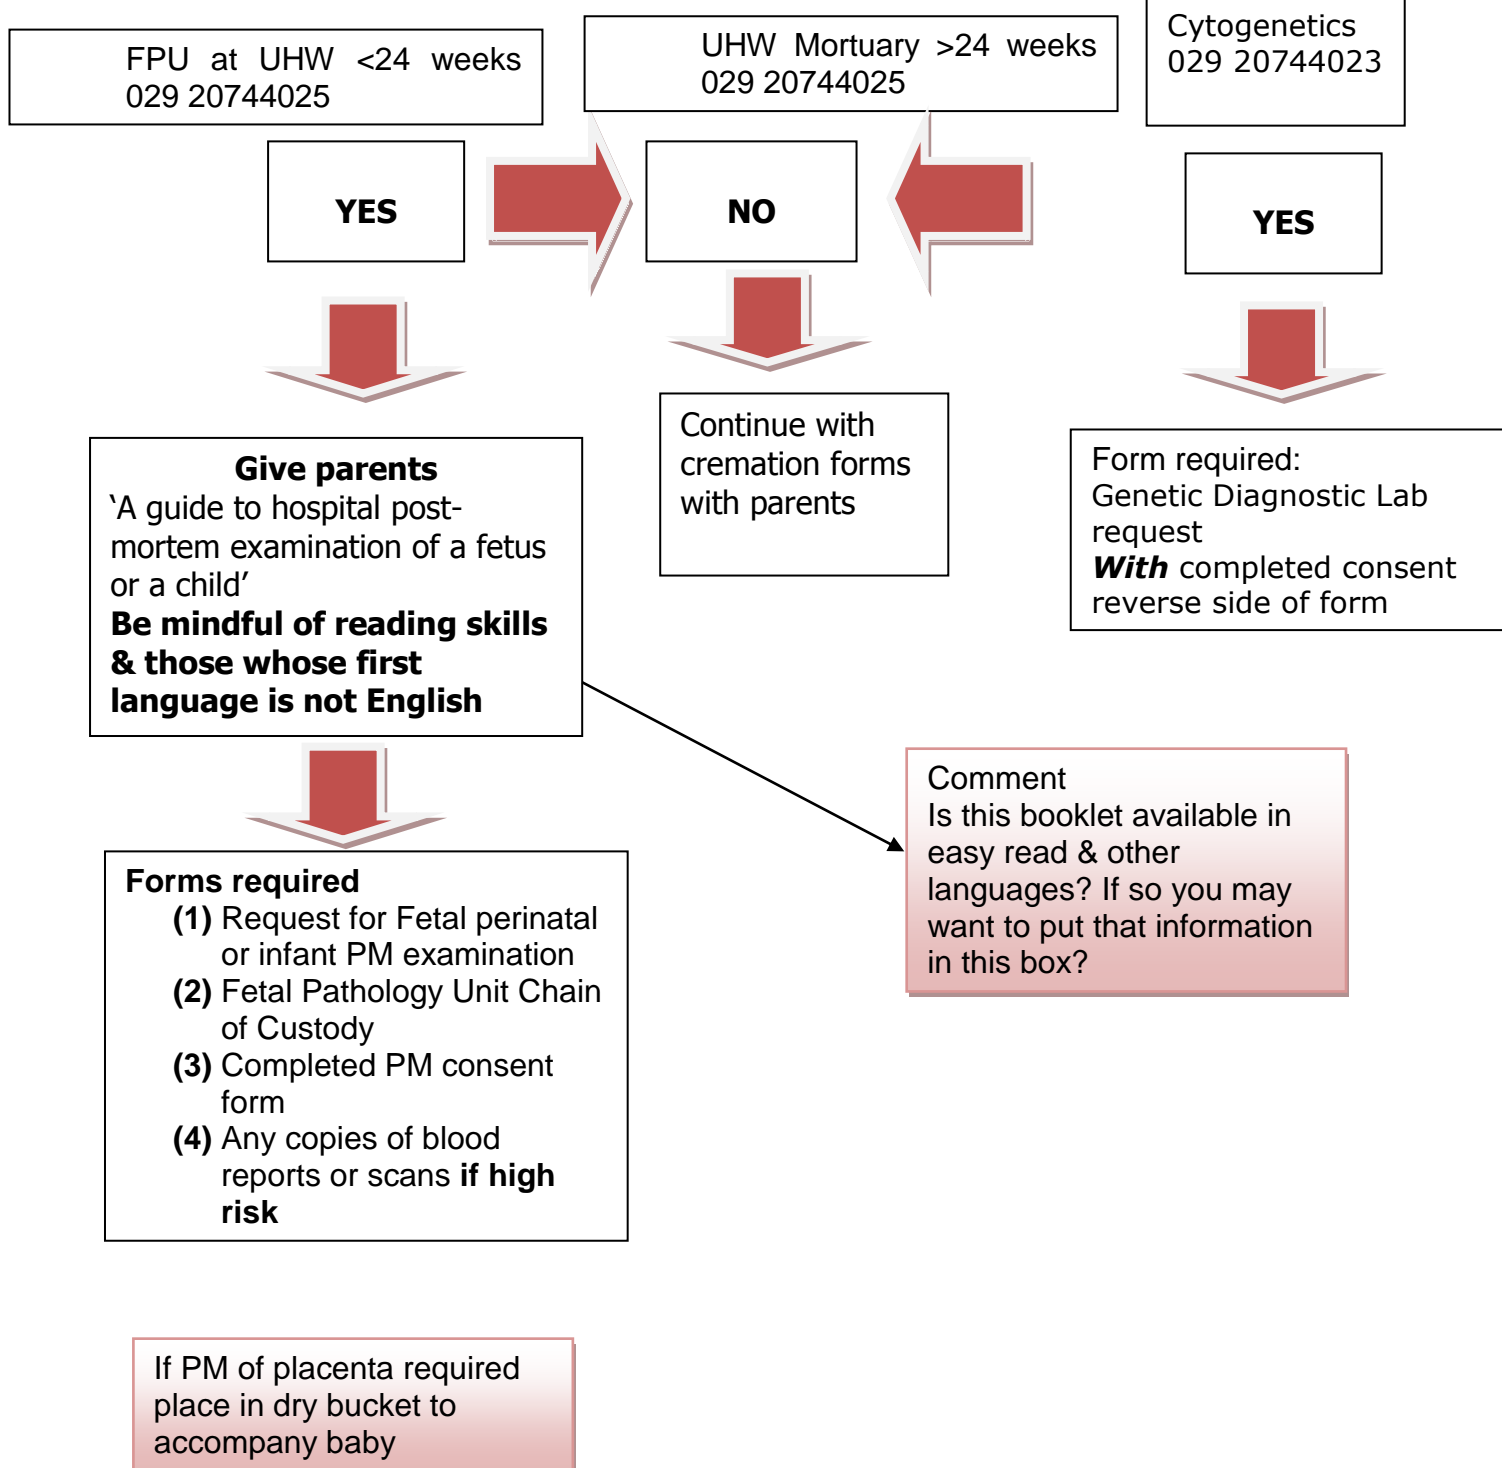 FPU at UHW <24 weeks
029 20744025
UHW Mortuary >24 weeks
029 20744025
Cytogenetics
029 20744023
YES
NO
YES
Give parents
‘A guide to hospital post-
mortem examination of a fetus
or a child’
Be mindful of reading skills
& those whose first
language is not English
Continue with
cremation forms
with parents
Form required:
Genetic Diagnostic Lab
request
With completed consent
reverse side of form
Comment
Is this booklet available in
easy read & other
languages? If so you may
want to put that information
in this box?
Forms required
(1) Request for Fetal perinatal
or infant PM examination
(2) Fetal Pathology Unit Chain
of Custody
(3) Completed PM consent
form
(4) Any copies of blood
reports or scans if high
risk
If PM of placenta required
place in dry bucket to
accompany baby